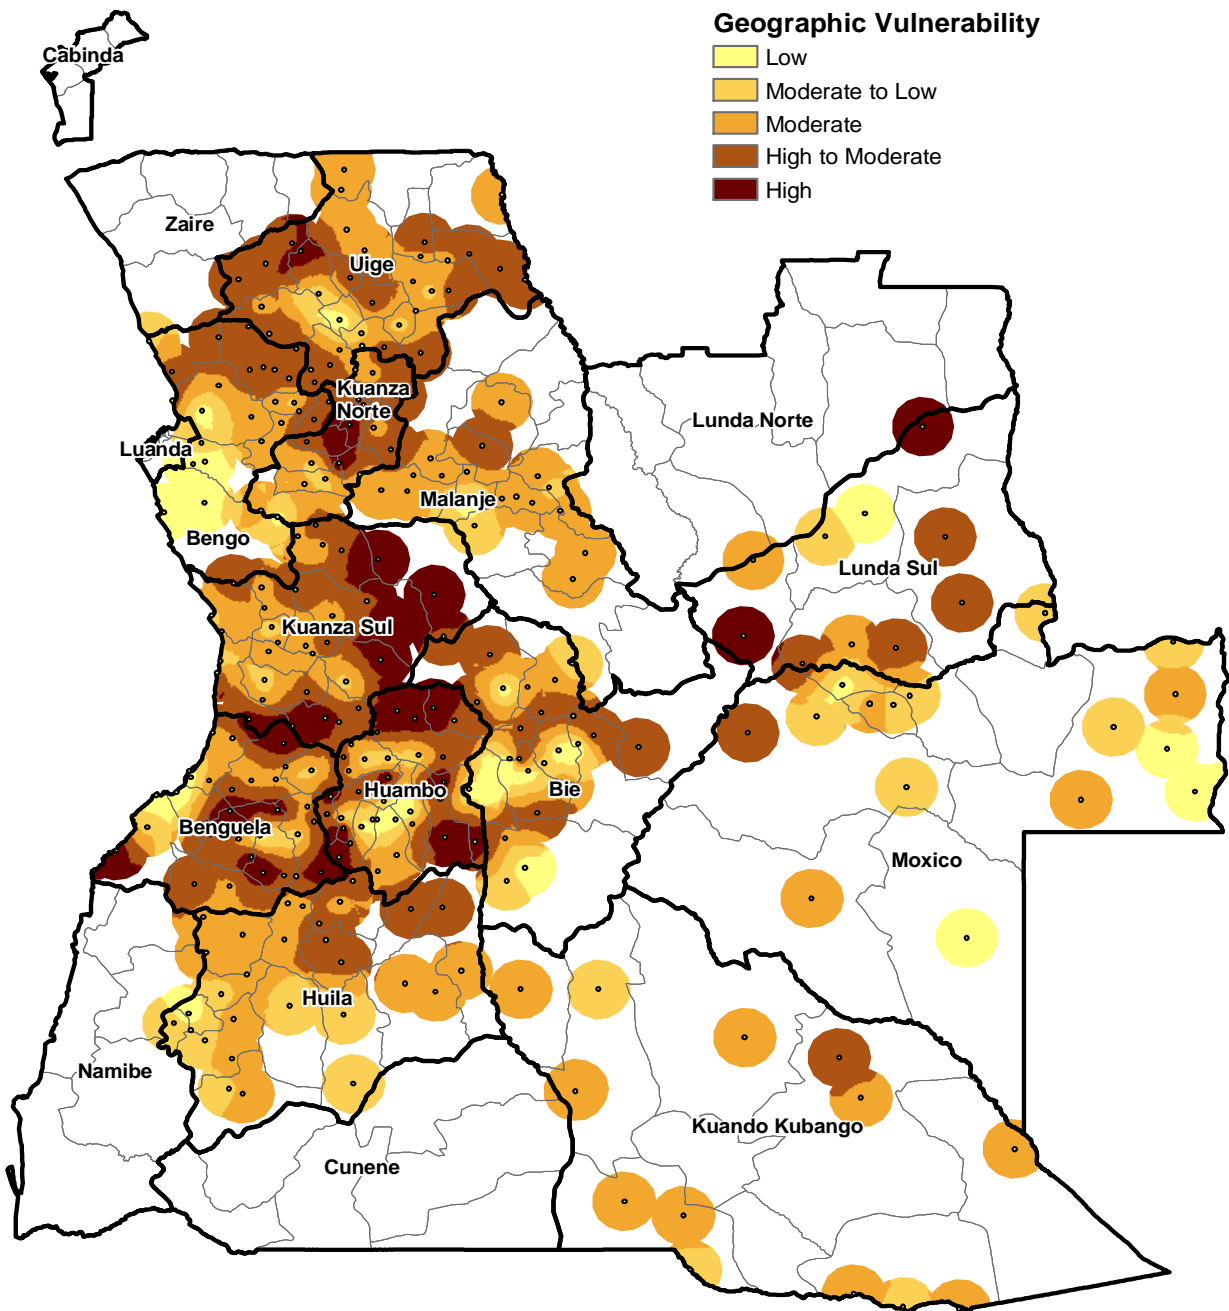 Geographic Vulnerability
Low
Moderate to Low
Moderate
High to Moderate
High
Cabinda
Zaire
Uige
Kuanza
Norte
Lunda Norte
Luanda
Malanje
Bengo
Lunda Sul
Kuanza Sul
Huambo
Bie
Benguela
Moxico
Huila
Namibe
Kuando Kubango
Cunene